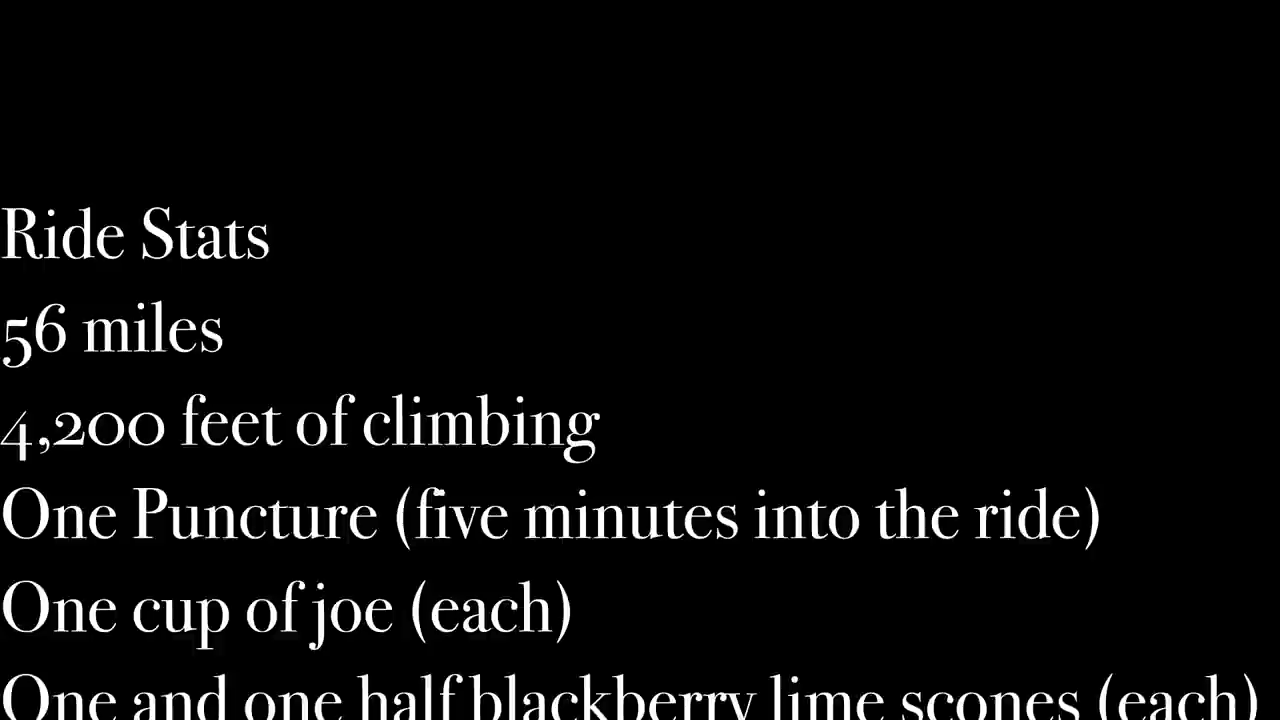 Ride Stats
56 miles
4,200 feet of climbing
One Puncture (five minutes into the ride)
One cup of joe (each)
One and one half blackberry lime scones (each)